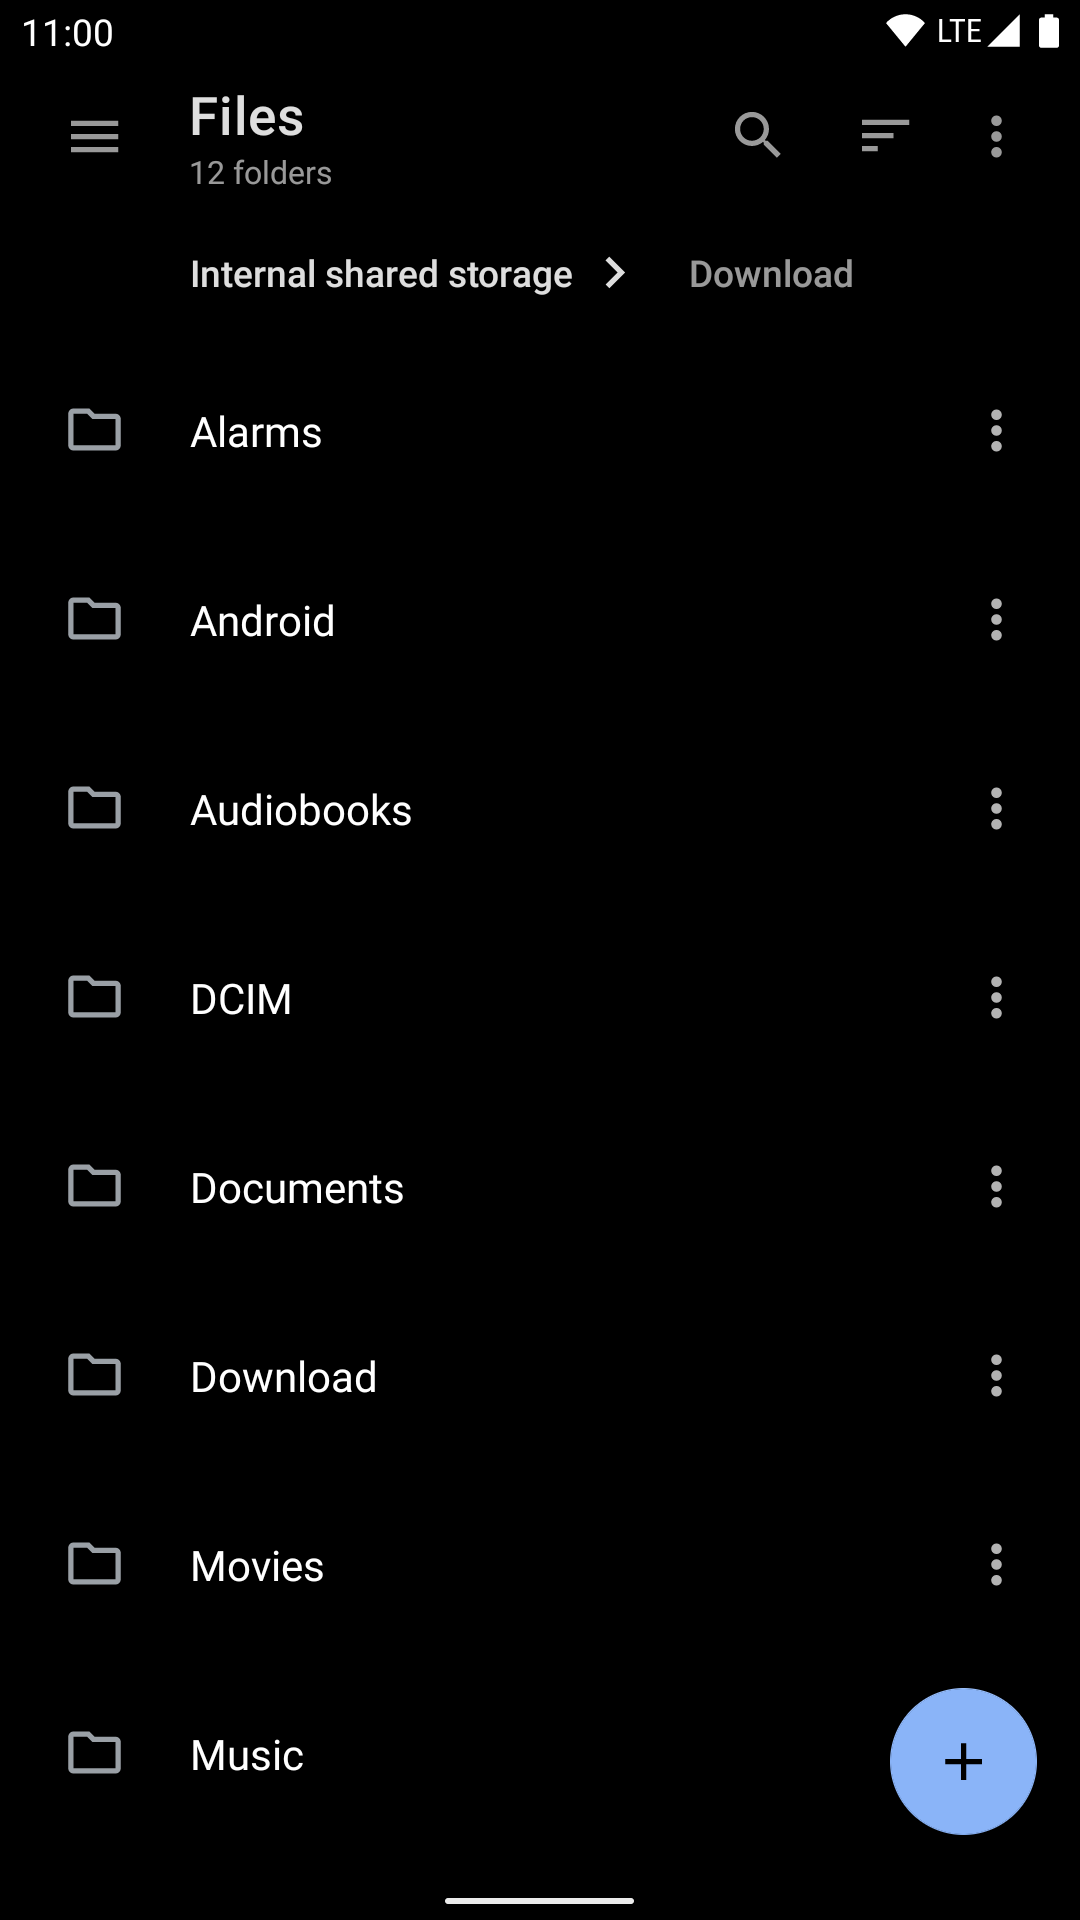 11:00
LTE
Files
12 folders
Internal shared storage
Download
Alarms
Android
Audiobooks
DCIM
Documents
Download
Movies
Music